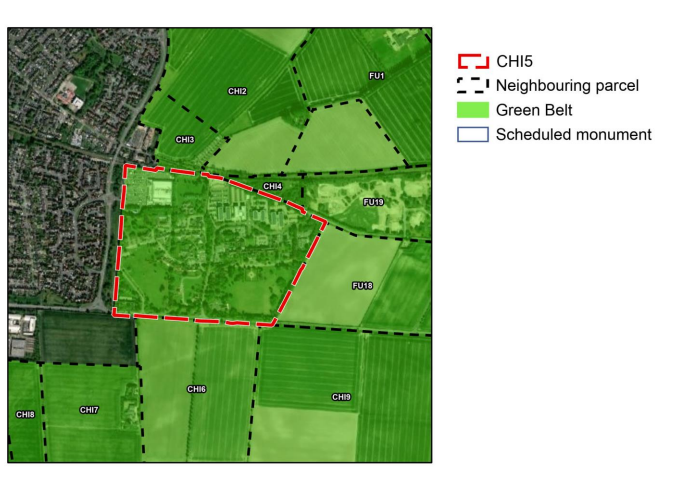 CHI5
Neighbouring parcel
Green Belt
Scheduled monument
FU1
CHI2
CHI3
CHI4
FU19
FU18
CHI6
CHI9
CHI7
CHI8